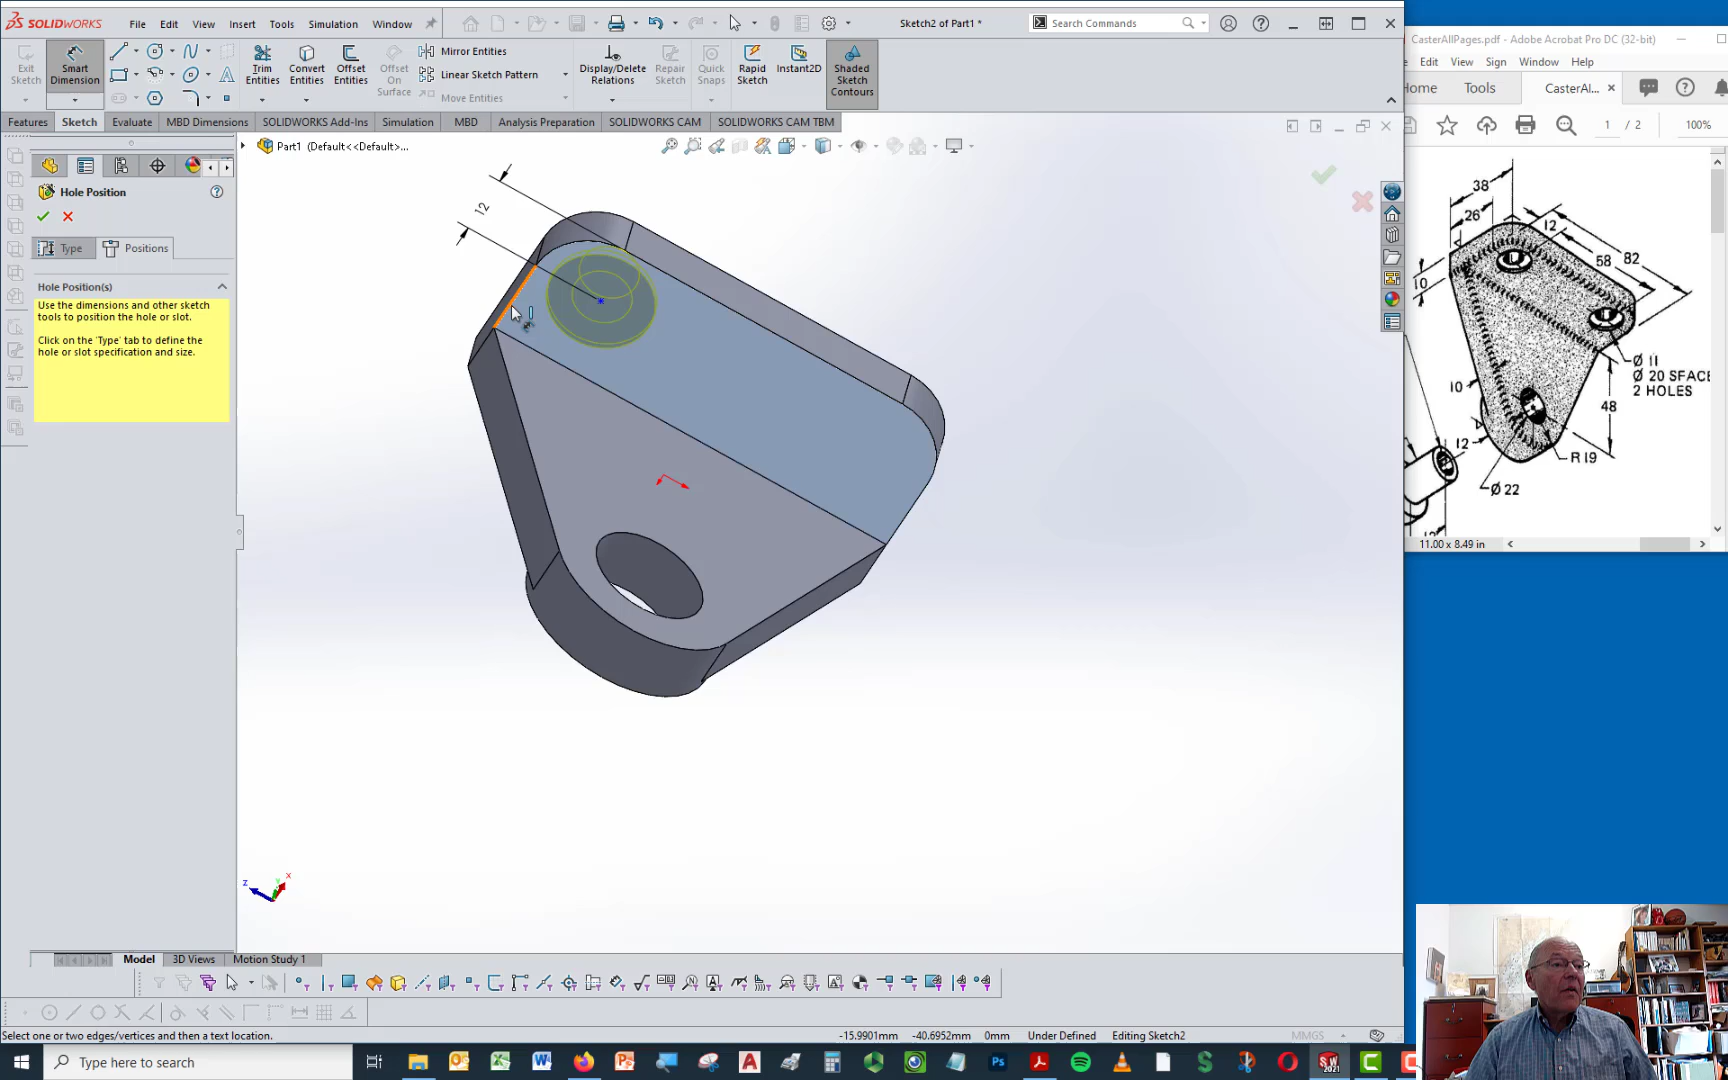 SOLIDWORKS File Edit View Insert Tools Simulation Window Sketch2 of Part1 * Search Commands
Exit Sketch
Smart Dimension
Trim Entities
Convert Entities
Offset Entities
Offset On Surface
Mirror Entities
Linear Sketch Pattern
Move Entities
Display/Delete Relations
Repair Sketch
Quick Snaps
Rapid Sketch
Instant2D
Shaded Sketch Contours
Features Sketch Evaluate MBD Dimensions SOLIDWORKS Add-Ins Simulation MBD Analysis Preparation SOLIDWORKS CAM SOLIDWORKS CAM TBM
Part1 (Default<<Default>...
Hole Position
Type Positions
Hole Position(s)
Use the dimensions and other sketch
tools to position the hole or slot.
Click on the 'Type' tab to define the
hole or slot specification and size.
12
z
Y
x
Model 3D Views Motion Study 1
Select one or two edges/vertices and then a text location.
-15.9901mm -40.6952mm 0mm Under Defined Editing Sketch2 MMGS
Type here to search
CasterAllPages.pdf - Adobe Acrobat Pro DC (32-bit)
Edit View Sign Window Help
Home Tools CasterAl...
1 / 2 100%
38
26
12
82
58
10
Ø 11
Ø 20 SFACE
2 HOLES
10
48
12
R 19
Ø 22
11.00 x 8.49 in